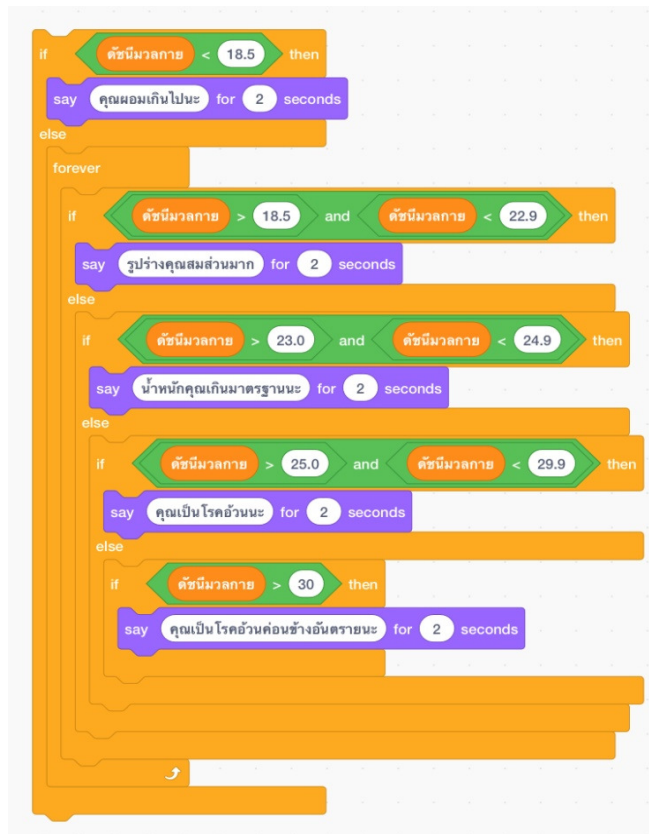 if ดัชนีมวลกาย < 18.5 then
say คุณผอมเกินไปนะ for 2 seconds
else
forever
if ดัชนีมวลกาย > 18.5 and ดัชนีมวลกาย < 22.9 then
say รูปร่างคุณสมส่วนมาก for 2 seconds
else
if ดัชนีมวลกาย > 23.0 and ดัชนีมวลกาย < 24.9 then
say น้ำหนักคุณเกินมาตรฐานนะ for 2 seconds
else
if ดัชนีมวลกาย > 25.0 and ดัชนีมวลกาย < 29.9 then
say คุณเป็นโรคอ้วนนะ for 2 seconds
else
if ดัชนีมวลกาย > 30 then
say คุณเป็นโรคอ้วนค่อนข้างอันตรายนะ for 2 seconds